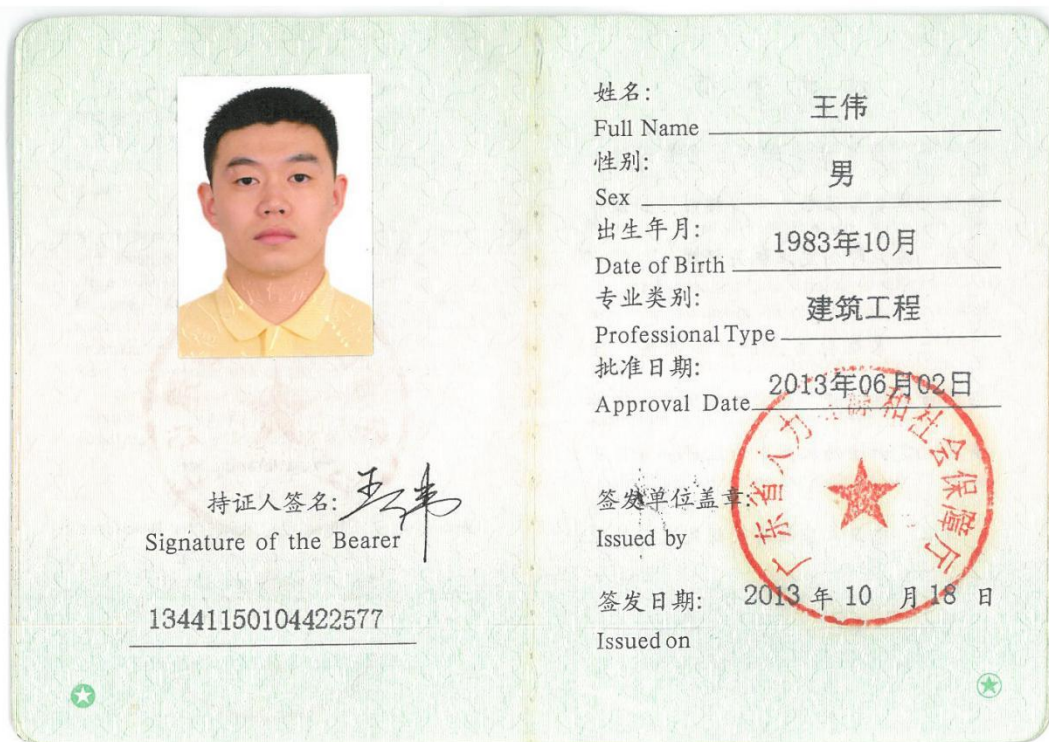 持证人签名:王伟
Signature of the Bearer
13441150104422577
姓名: 王伟
Full Name
性别: 男
Sex
出生年月: 1983年10月
Date of Birth
专业类别: 建筑工程
Professional Type
批准日期: 2013年06月02日
Approval Date
广东省人力资源和社会保障厅
签发单位盖章:
Issued by
签发日期: 2013 年 10 月 18 日
Issued on